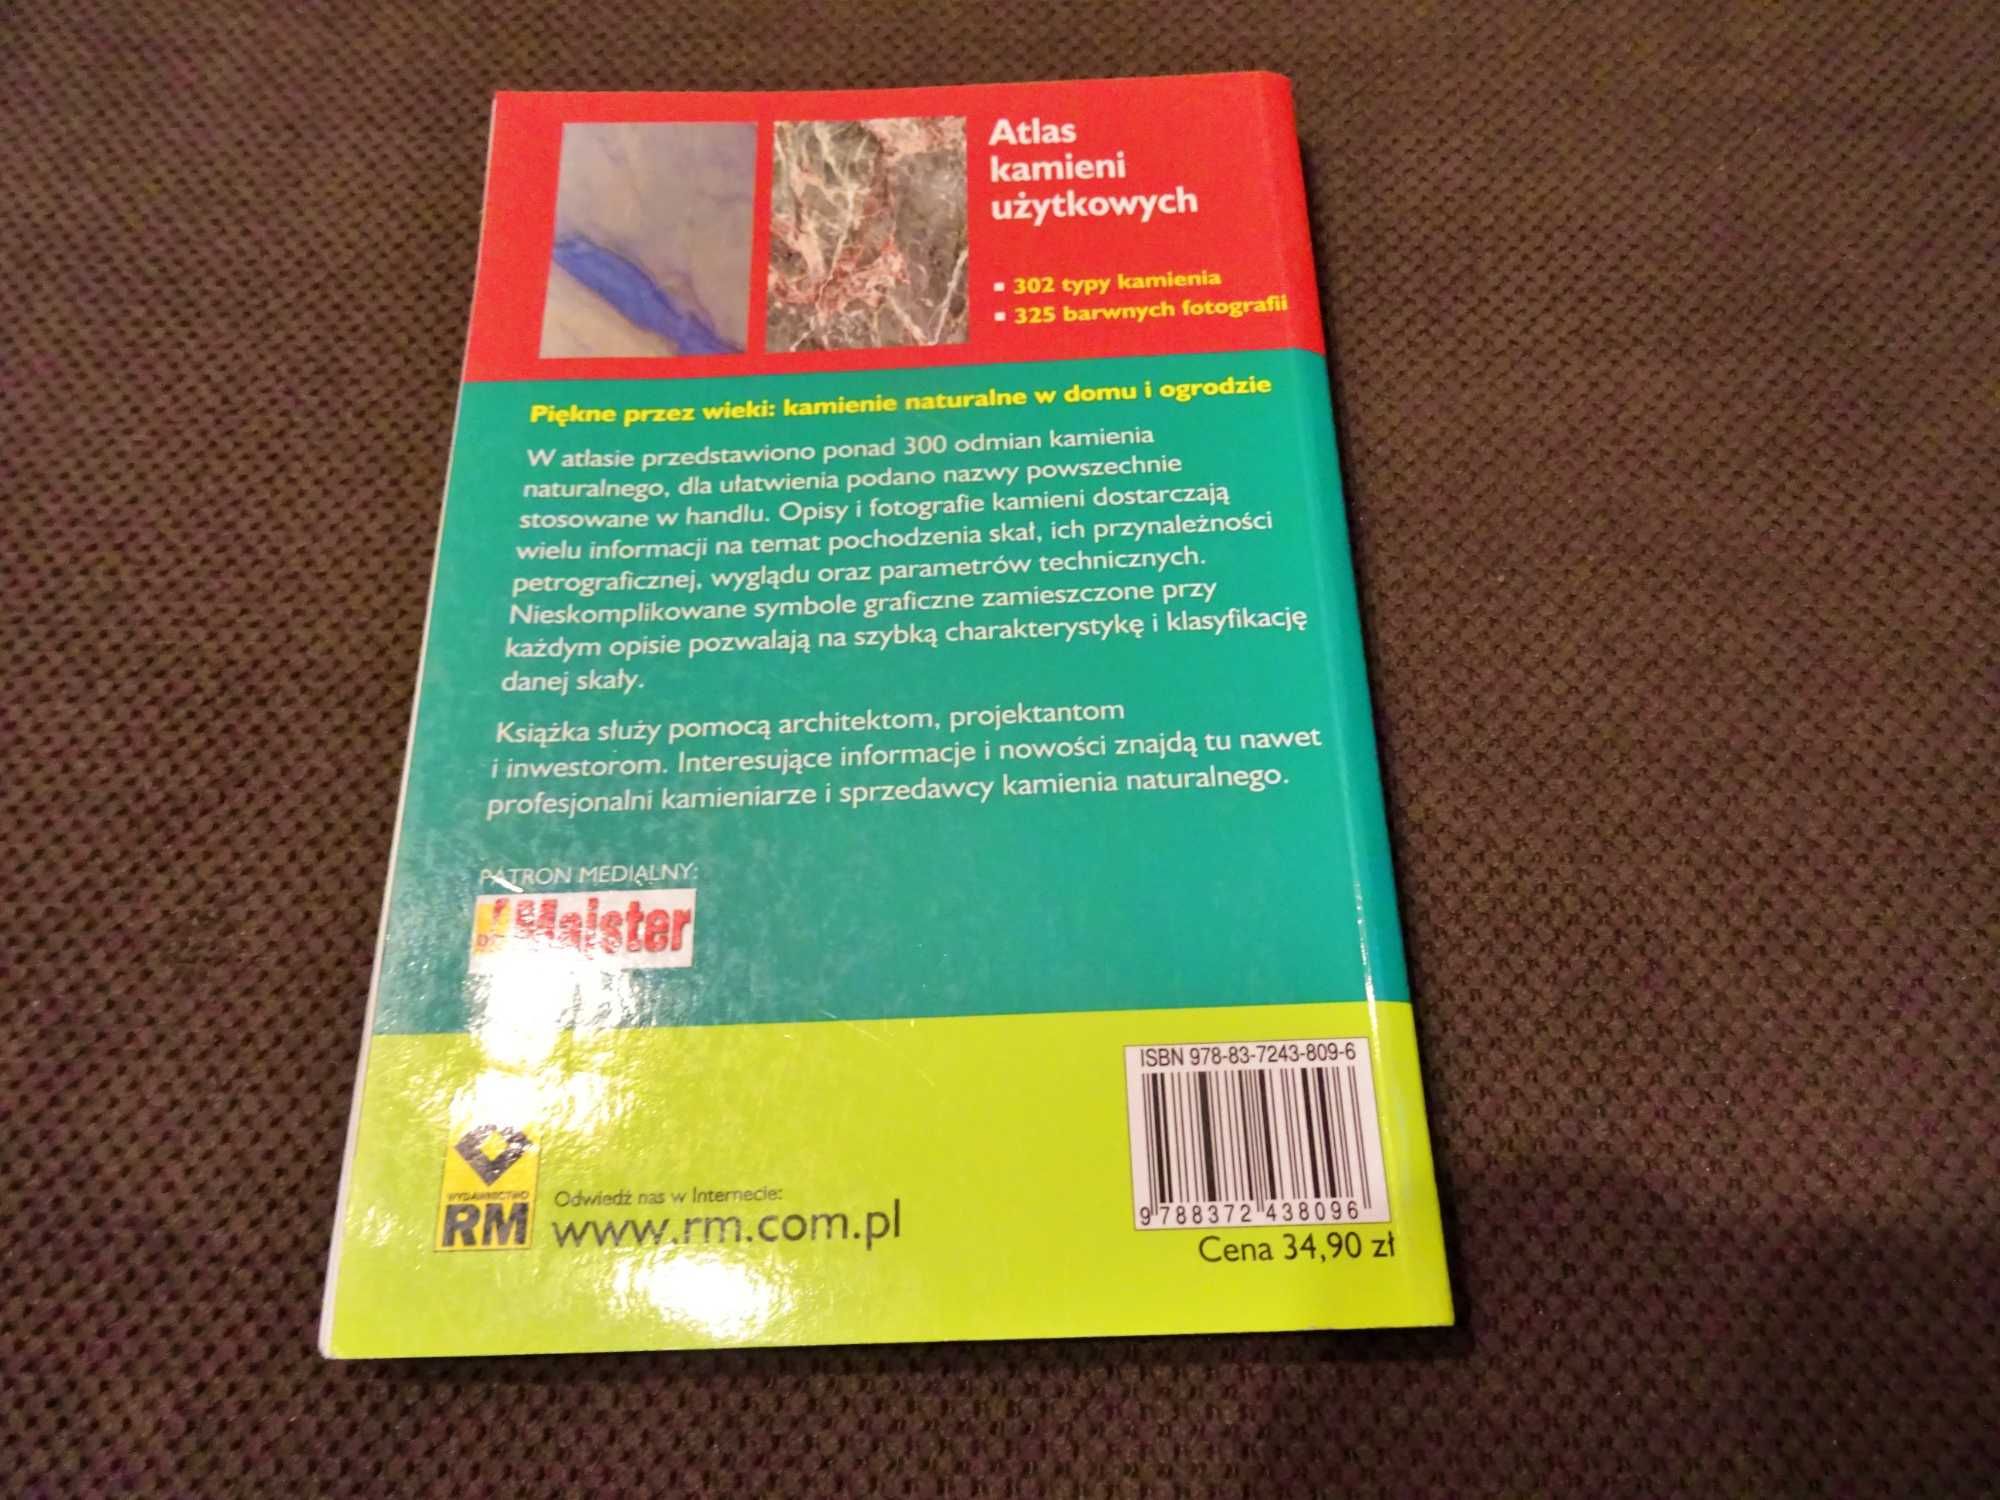 Atlas
kamieni
użytkowych
▪ 302 typy kamienia
▪ 325 barwnych fotografii
Piękne przez wieki: kamienie naturalne w domu i ogrodzie
W atlasie przedstawiono ponad 300 odmian kamienia
naturalnego, dla ułatwienia podano nazwy powszechnie
stosowane w handlu. Opisy i fotografie kamieni dostarczają
wielu informacji na temat pochodzenia skał, ich przynależności
petrograficznej, wyglądu oraz parametrów technicznych.
Nieskomplikowane symbole graficzne zamieszczone przy
każdym opisie pozwalają na szybką charakterystykę i klasyfikację
danej skały.
Książka służy pomocą architektom, projektantom
i inwestorom. Interesujące informacje i nowości znajdą tu nawet
profesjonalni kamieniarze i sprzedawcy kamienia naturalnego.
PATRON MEDIALNY:
Majster
ISBN 978-83-7243-809-6
9 788372 438096
Cena 34,90 zł
WYDAWNICTWO
RM
Odwiedź nas w Internecie:
www.rm.com.pl